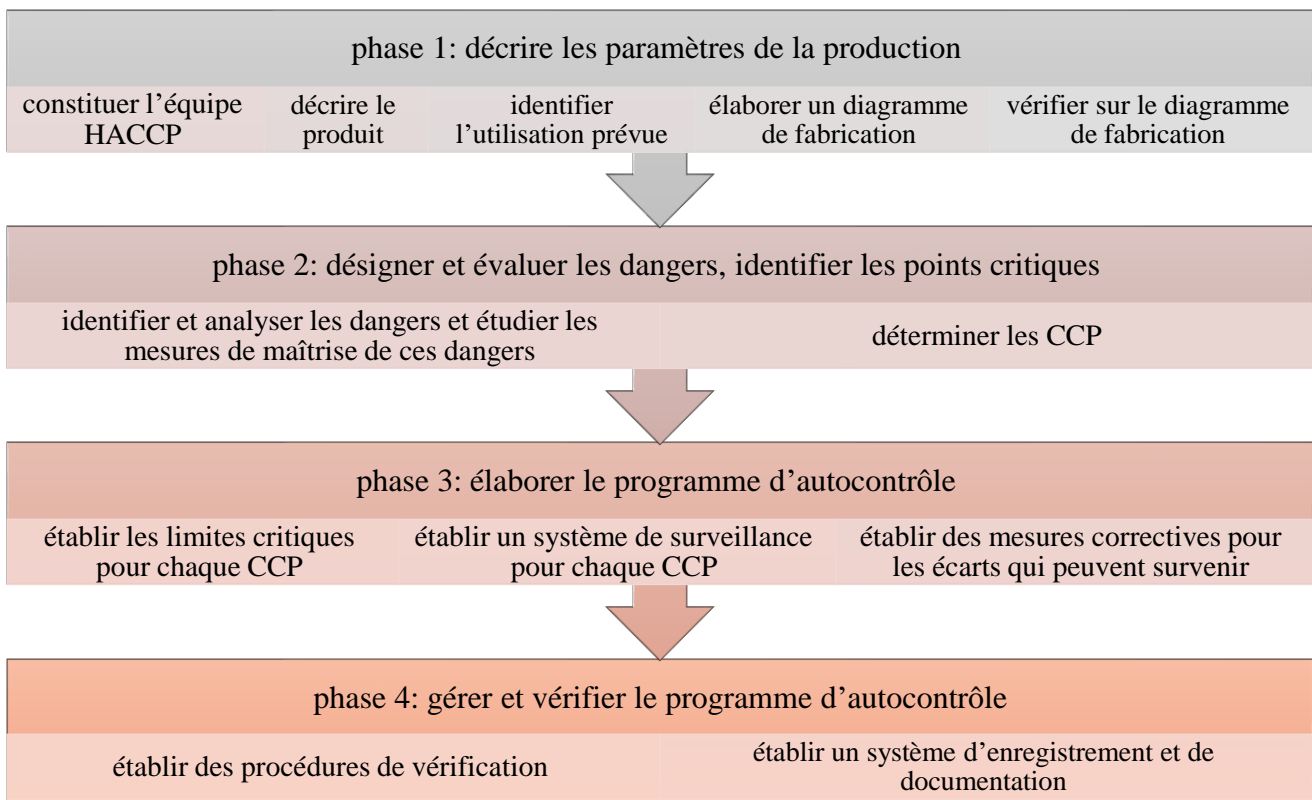 phase 1: décrire les paramètres de la production
constituer l’équipe
HACCP
décrire le
produit
identifier
l’utilisation prévue
élaborer un diagramme
de fabrication
vérifier sur le diagramme
de fabrication
phase 2: désigner et évaluer les dangers, identifier les points critiques
identifier et analyser les dangers et étudier les
mesures de maîtrise de ces dangers
déterminer les CCP
phase 3: élaborer le programme d’autocontrôle
établir les limites critiques
pour chaque CCP
établir un système de surveillance
pour chaque CCP
établir des mesures correctives pour
les écarts qui peuvent survenir
phase 4: gérer et vérifier le programme d’autocontrôle
établir des procédures de vérification
établir un système d’enregistrement et de
documentation